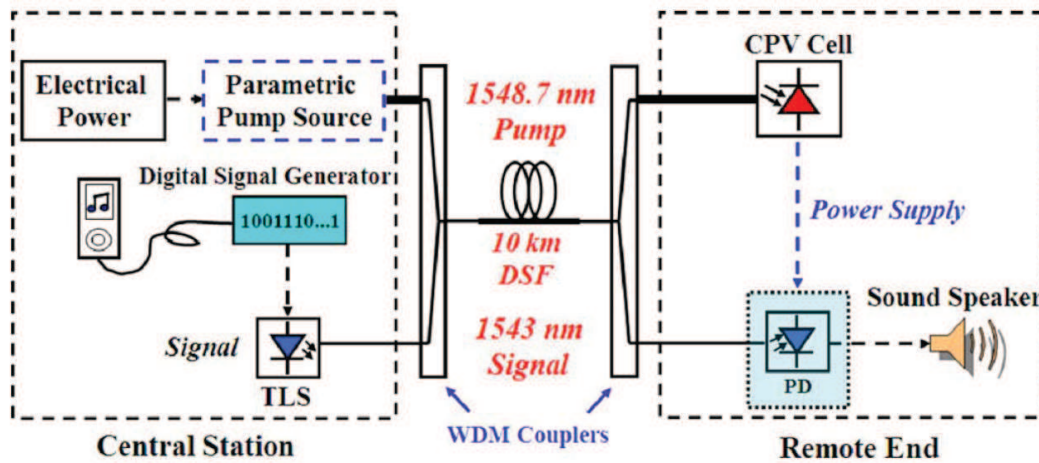 Electrical
Power
Parametric
Pump Source
Digital Signal Generator
1001110...1
Signal
TLS
Central Station
1548.7 nm
Pump
10 km
DSF
1543 nm
Signal
WDM Couplers
CPV Cell
Power Supply
Sound Speaker
PD
Remote End